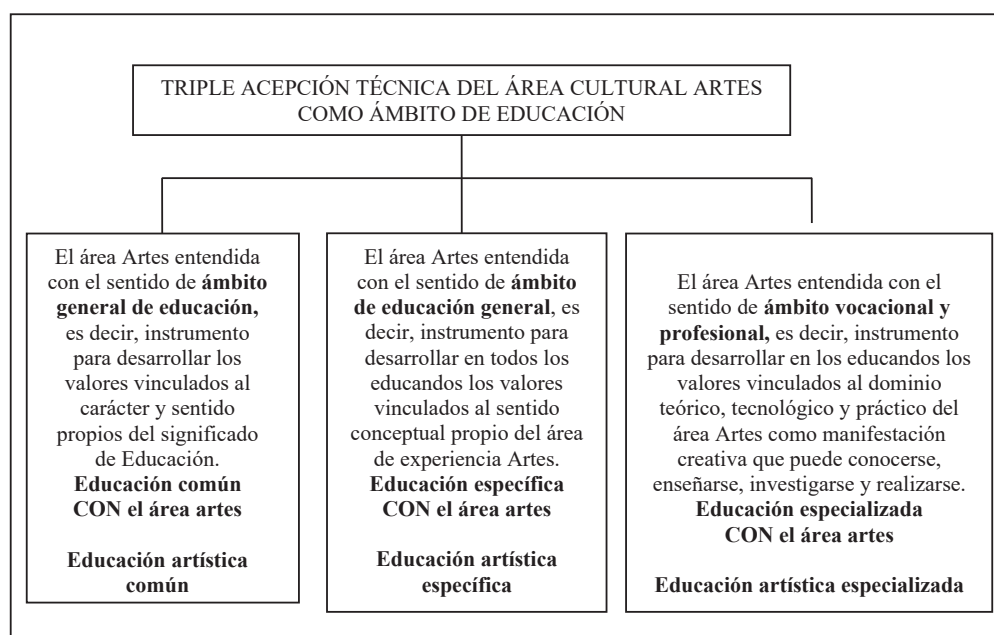 TRIPLE ACEPCIÓN TÉCNICA DEL ÁREA CULTURAL ARTES
COMO ÁMBITO DE EDUCACIÓN
El área Artes entendida
con el sentido de ámbito
general de educación,
es decir, instrumento
para desarrollar los
valores vinculados al
carácter y sentido
propios del significado
de Educación.
Educación común
CON el área artes
Educación artística
común
El área Artes entendida
con el sentido de ámbito
de educación general, es
decir, instrumento para
desarrollar en todos los
educandos los valores
vinculados al sentido
conceptual propio del área
de experiencia Artes.
Educación específica
CON el área artes
Educación artística
específica
El área Artes entendida con el
sentido de ámbito vocacional y
profesional, es decir, instrumento
para desarrollar en los educandos los
valores vinculados al dominio
teórico, tecnológico y práctico del
área Artes como manifestación
creativa que puede conocerse,
enseñarse, investigarse y realizarse.
Educación especializada
CON el área artes
Educación artística especializada